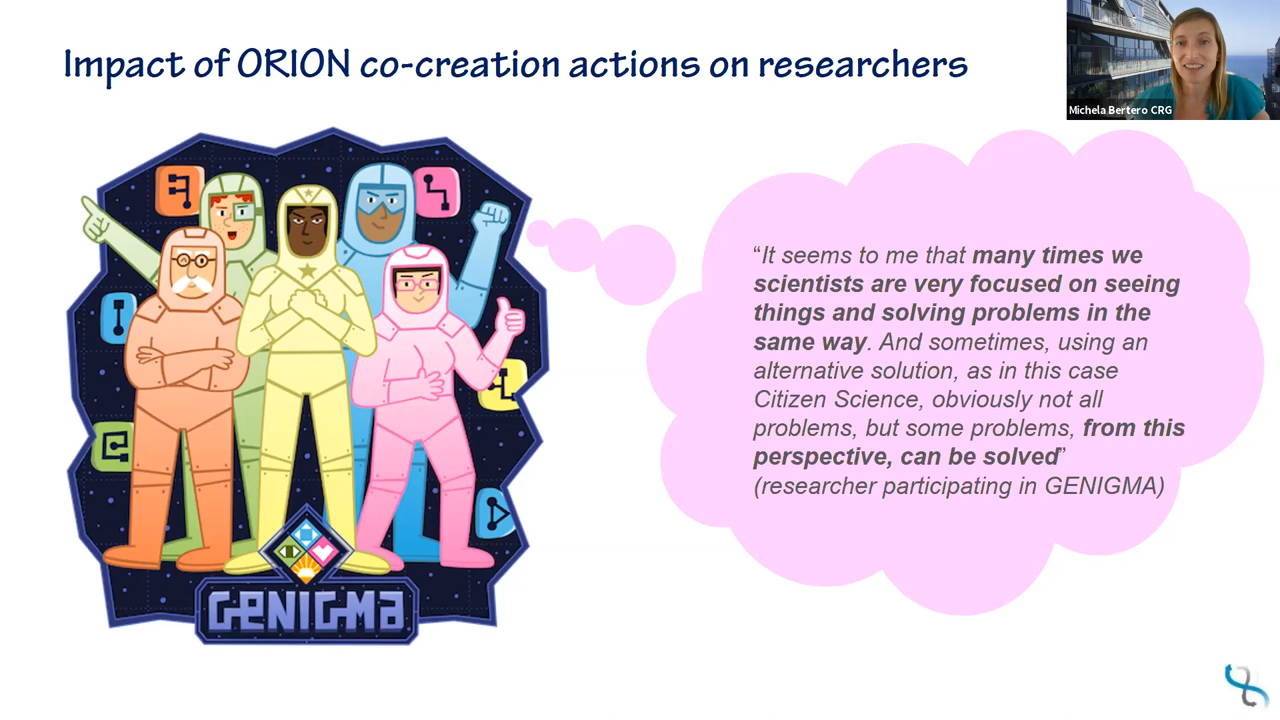 Impact of ORION co-creation actions on researchers
Michela Bertero CRG
“It seems to me that many times we
scientists are very focused on seeing
things and solving problems in the
same way. And sometimes, using an
alternative solution, as in this case
Citizen Science, obviously not all
problems, but some problems, from this
perspective, can be solved”
(researcher participating in GENIGMA)
GENIGMA